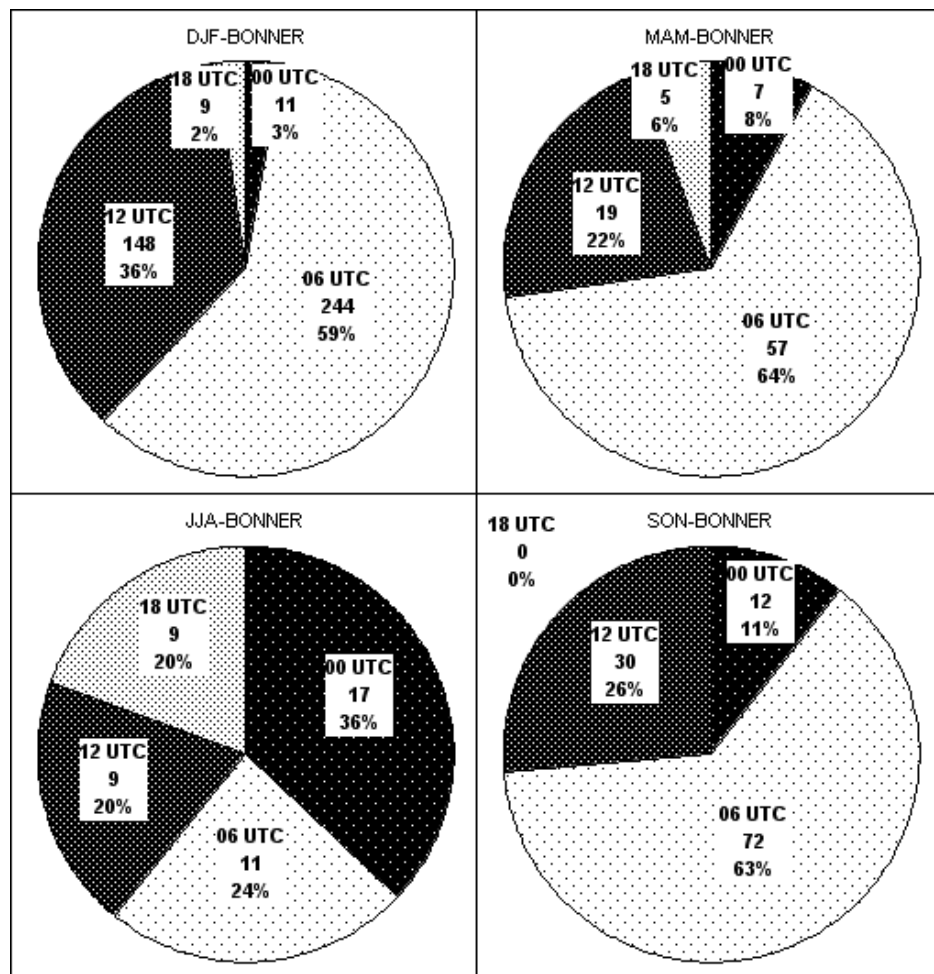 DJF-BONNER
18 UTC
9
2%
00 UTC
11
3%
12 UTC
148
36%
06 UTC
244
59%
MAM-BONNER
18 UTC
5
6%
00 UTC
7
8%
12 UTC
19
22%
06 UTC
57
64%
JJA-BONNER
18 UTC
9
20%
00 UTC
17
36%
12 UTC
9
20%
06 UTC
11
24%
SON-BONNER
18 UTC
0
0%
00 UTC
12
11%
12 UTC
30
26%
06 UTC
72
63%